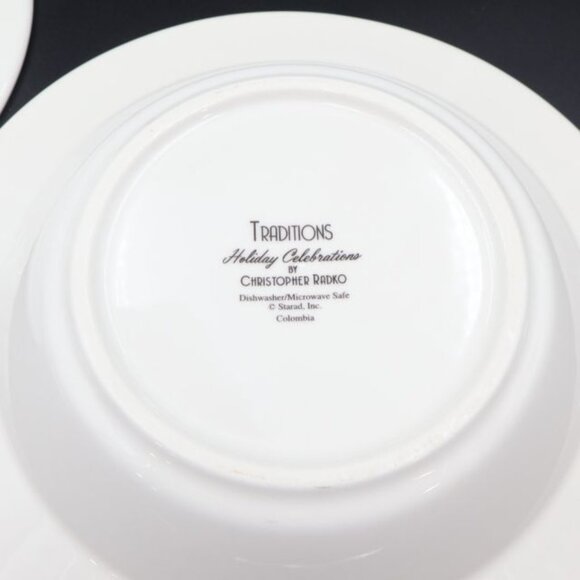 TRADITIONS
Holiday Celebrations
BY
CHRISTOPHER RADKO
Dishwasher/Microwave Safe
© Starad, Inc.
Colombia